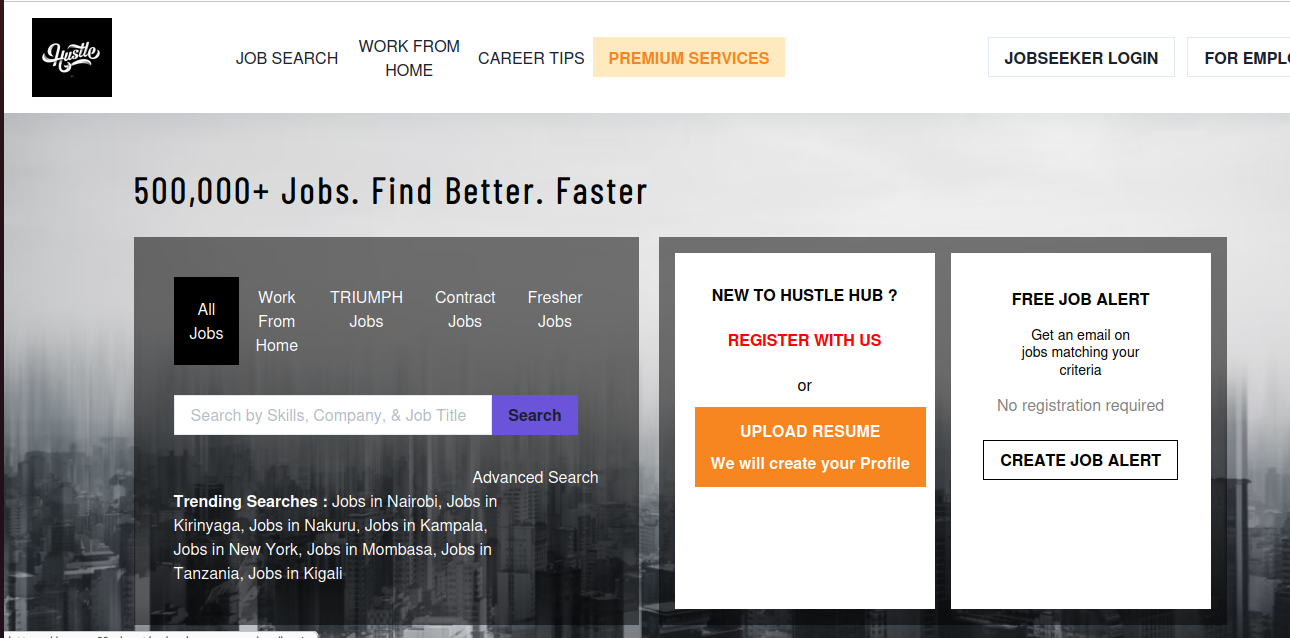 Hustle
JOB SEARCH
WORK FROM
HOME
CAREER TIPS
PREMIUM SERVICES
JOBSEEKER LOGIN
FOR EMPLO
500,000+ Jobs. Find Better. Faster
All
Jobs
Work
From
Home
TRIUMPH
Jobs
Contract
Jobs
Fresher
Jobs
Search by Skills, Company, & Job Title
Search
Advanced Search
Trending Searches : Jobs in Nairobi, Jobs in
Kirinyaga, Jobs in Nakuru, Jobs in Kampala,
Jobs in New York, Jobs in Mombasa, Jobs in
Tanzania, Jobs in Kigali
NEW TO HUSTLE HUB ?
REGISTER WITH US
or
UPLOAD RESUME
We will create your Profile
FREE JOB ALERT
Get an email on
jobs matching your
criteria
No registration required
CREATE JOB ALERT